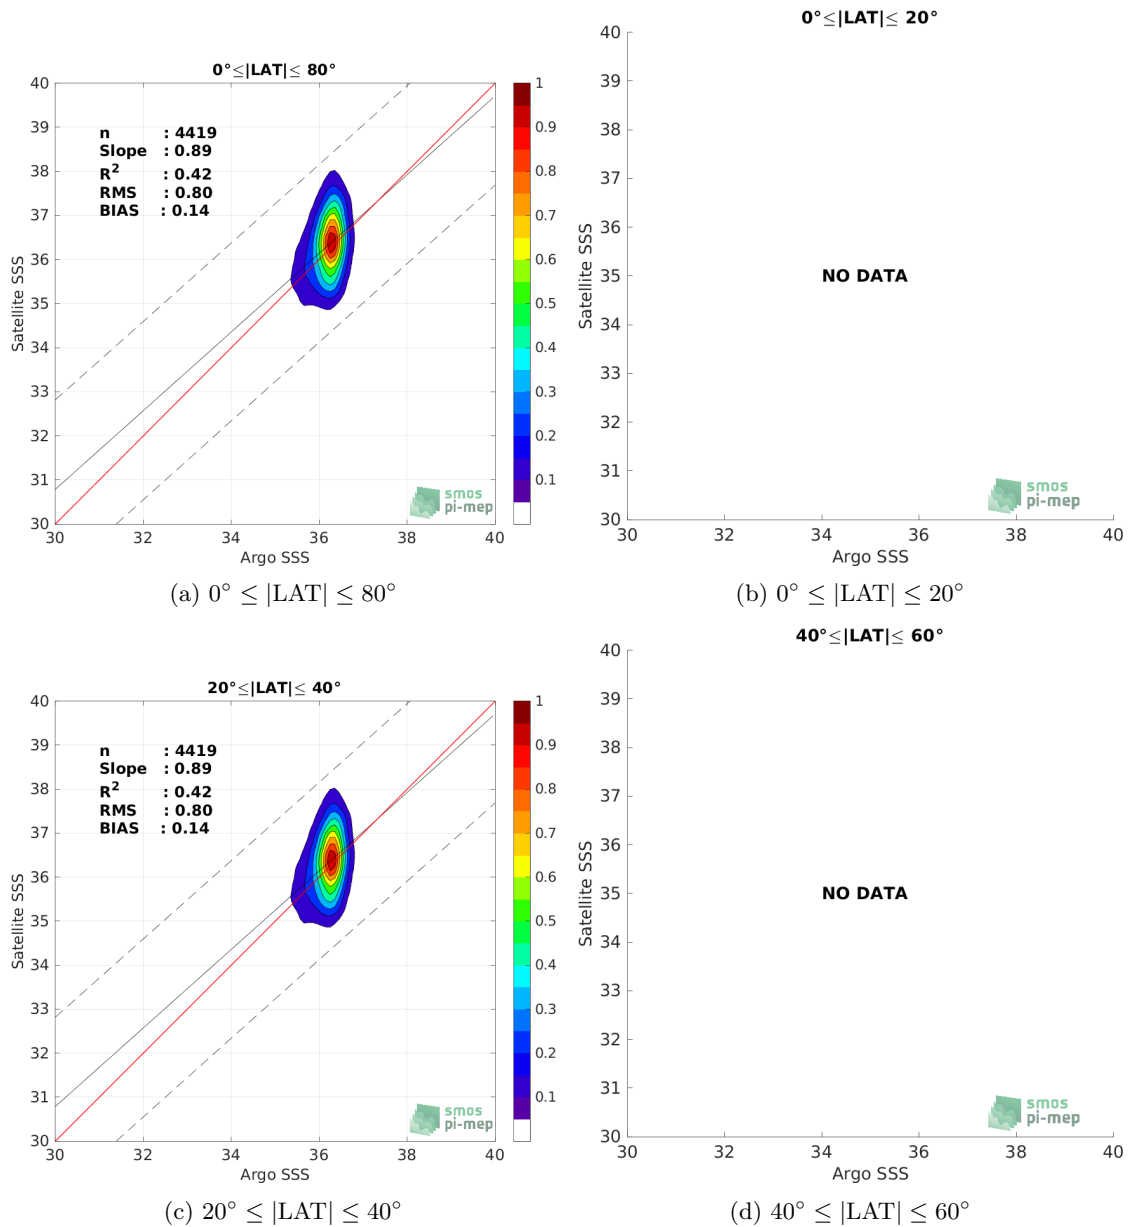 0°≤|LAT|≤ 80°
40
39
38
37
36
35
34
33
32
31
30
30 32 34 36 38 40
Satellite SSS
Argo SSS
n : 4419
Slope : 0.89
R² : 0.42
RMS : 0.80
BIAS : 0.14
1
0.9
0.8
0.7
0.6
0.5
0.4
0.3
0.2
0.1
smos
pi-mep
(a) 0° ≤ |LAT| ≤ 80°
0°≤|LAT|≤ 20°
40
39
38
37
36
35
34
33
32
31
30
30 32 34 36 38 40
Satellite SSS
Argo SSS
NO DATA
smos
pi-mep
(b) 0° ≤ |LAT| ≤ 20°
20°≤|LAT|≤ 40°
40
39
38
37
36
35
34
33
32
31
30
30 32 34 36 38 40
Satellite SSS
Argo SSS
n : 4419
Slope : 0.89
R² : 0.42
RMS : 0.80
BIAS : 0.14
1
0.9
0.8
0.7
0.6
0.5
0.4
0.3
0.2
0.1
smos
pi-mep
(c) 20° ≤ |LAT| ≤ 40°
40°≤|LAT|≤ 60°
40
39
38
37
36
35
34
33
32
31
30
30 32 34 36 38 40
Satellite SSS
Argo SSS
NO DATA
smos
pi-mep
(d) 40° ≤ |LAT| ≤ 60°